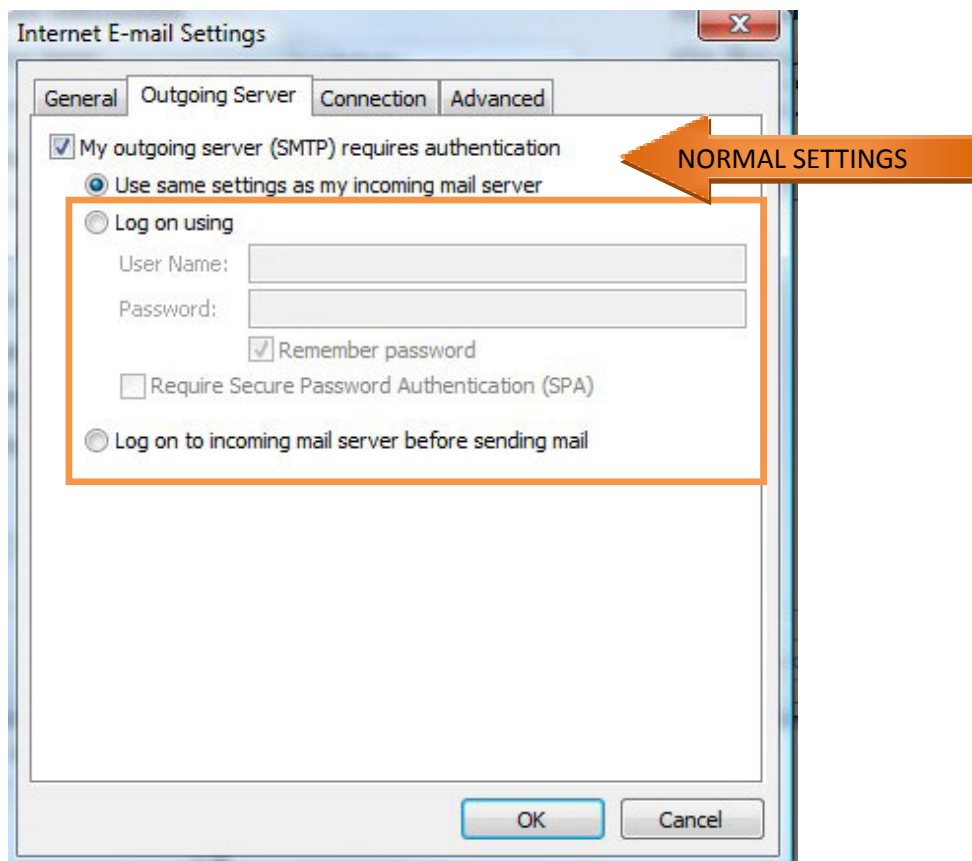 Internet E-mail Settings
General Outgoing Server Connection Advanced
My outgoing server (SMTP) requires authentication
NORMAL SETTINGS
Use same settings as my incoming mail server
Log on using
User Name:
Password:
Remember password
Require Secure Password Authentication (SPA)
Log on to incoming mail server before sending mail
OK Cancel